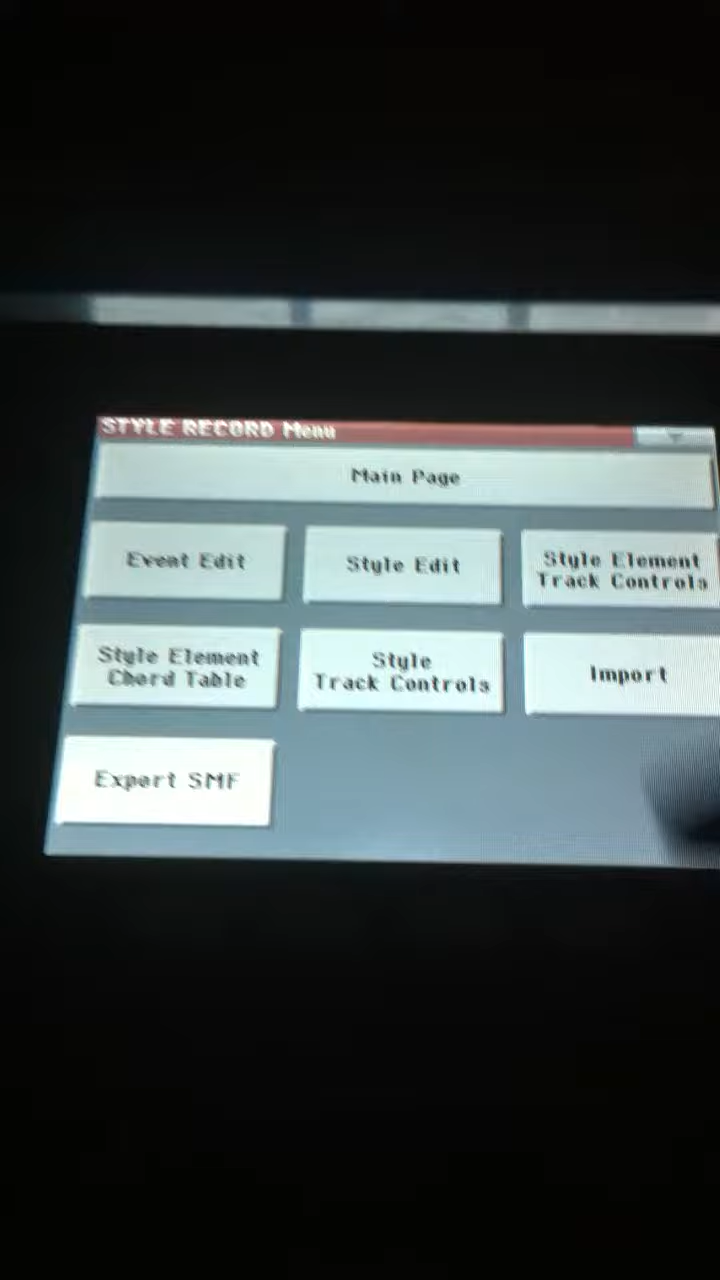 STYLE RECORD Menu
Main Page
Event Edit
Style Edit
Style Element
Track Controls
Style Element
Chord Table
Style
Track Controls
Import
Export SMF